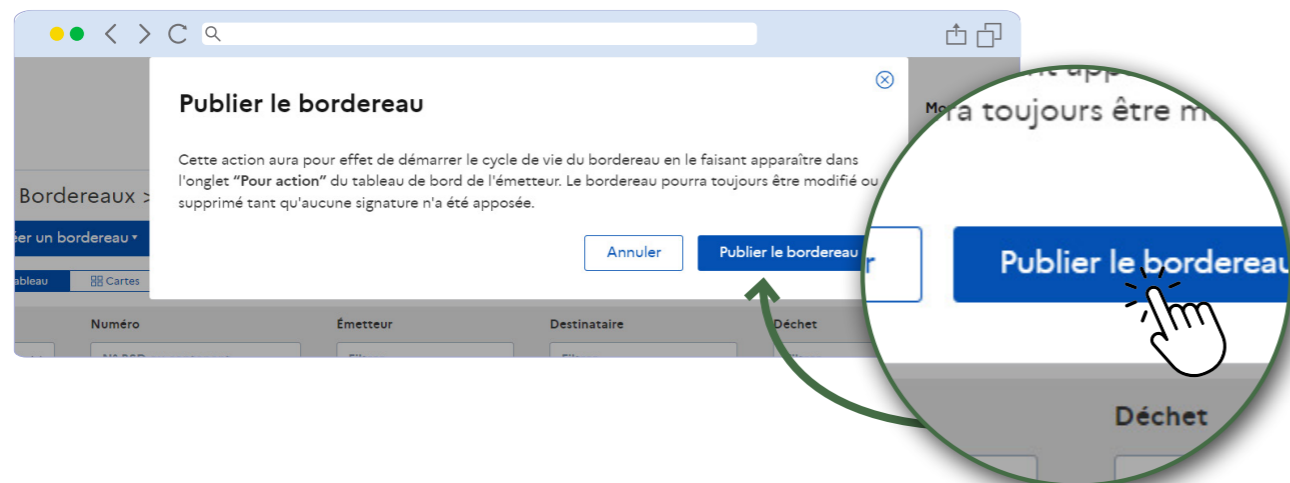 Publier le bordereau
Cette action aura pour effet de démarrer le cycle de vie du bordereau en le faisant apparaître dans
l'onglet "Pour action" du tableau de bord de l'émetteur. Le bordereau pourra toujours être modifié ou
supprimé tant qu'aucune signature n'a été apposée.
Annuler
Publier le bordereau
Bordereaux >
er un bordereau
ableau
Cartes
Numéro
Émetteur
Destinataire
Déchet
ra toujours être m
Publier le bordereau
Déchet